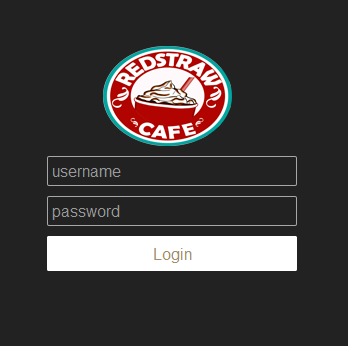 REDSTRAW
CAFE
username
password
Login